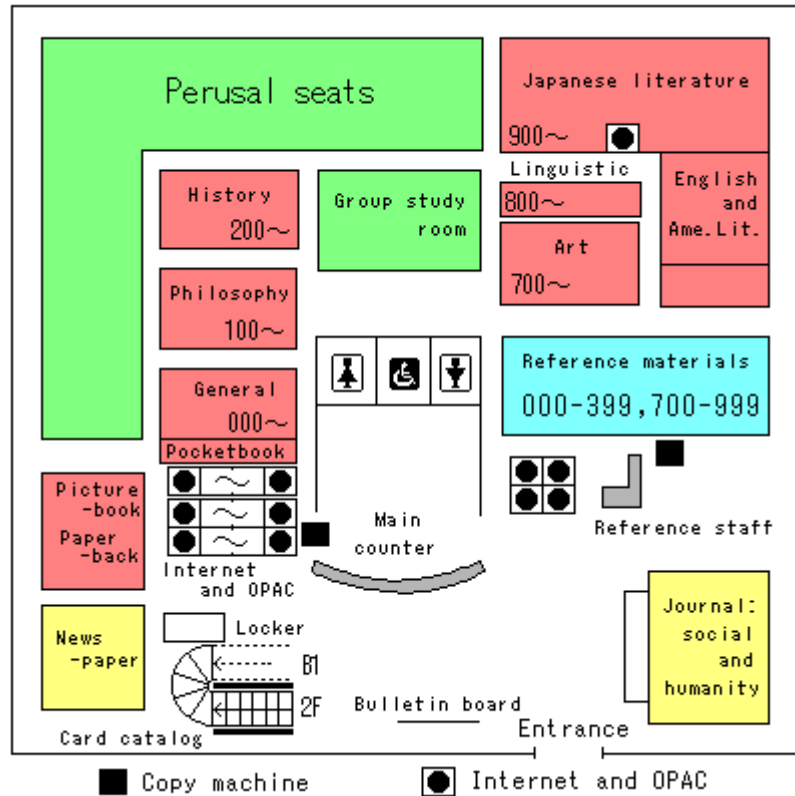 Perusal seats
Japanese literature
900～
Linguistic
800～
English
and
Ame.Lit.
History
200～
Group study
room
Art
700～
Philosophy
100～
General
000～
Pocketbook
Reference materials
000-399,700-999
Picture
-book
Paper
-back
～
～
～
Internet
and OPAC
Main
counter
Reference staff
News
-paper
Locker
B1
2F
Card catalog
Bulletin board
Journal:
social
and
humanity
Entrance
Copy machine
Internet and OPAC